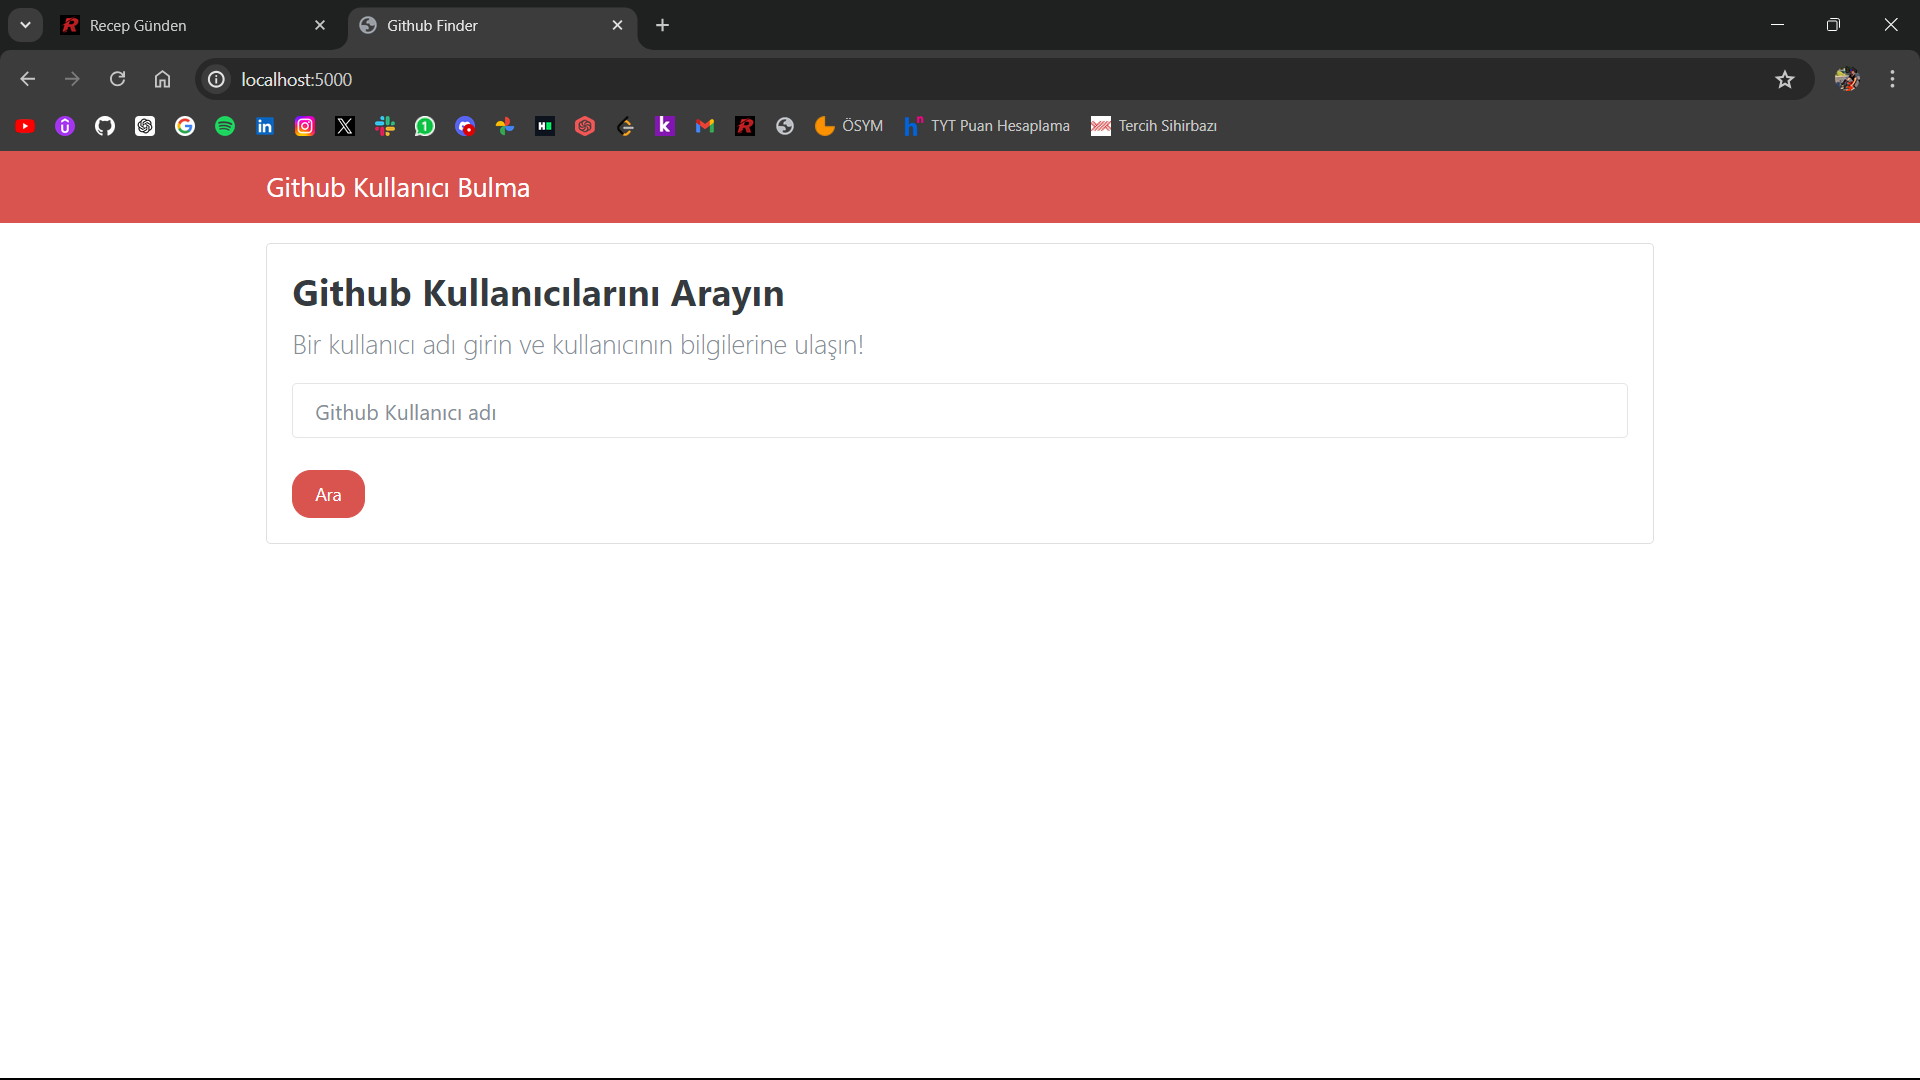 Recep Günden
Github Finder
localhost:5000
ÖSYM
TYT Puan Hesaplama
Tercih Sihirbazı
Github Kullanıcı Bulma
Github Kullanıcılarını Arayın
Bir kullanıcı adı girin ve kullanıcının bilgilerine ulaşın!
Github Kullanıcı adı
Ara